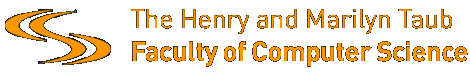 The Henry and Marilyn Taub
Faculty of Computer Science